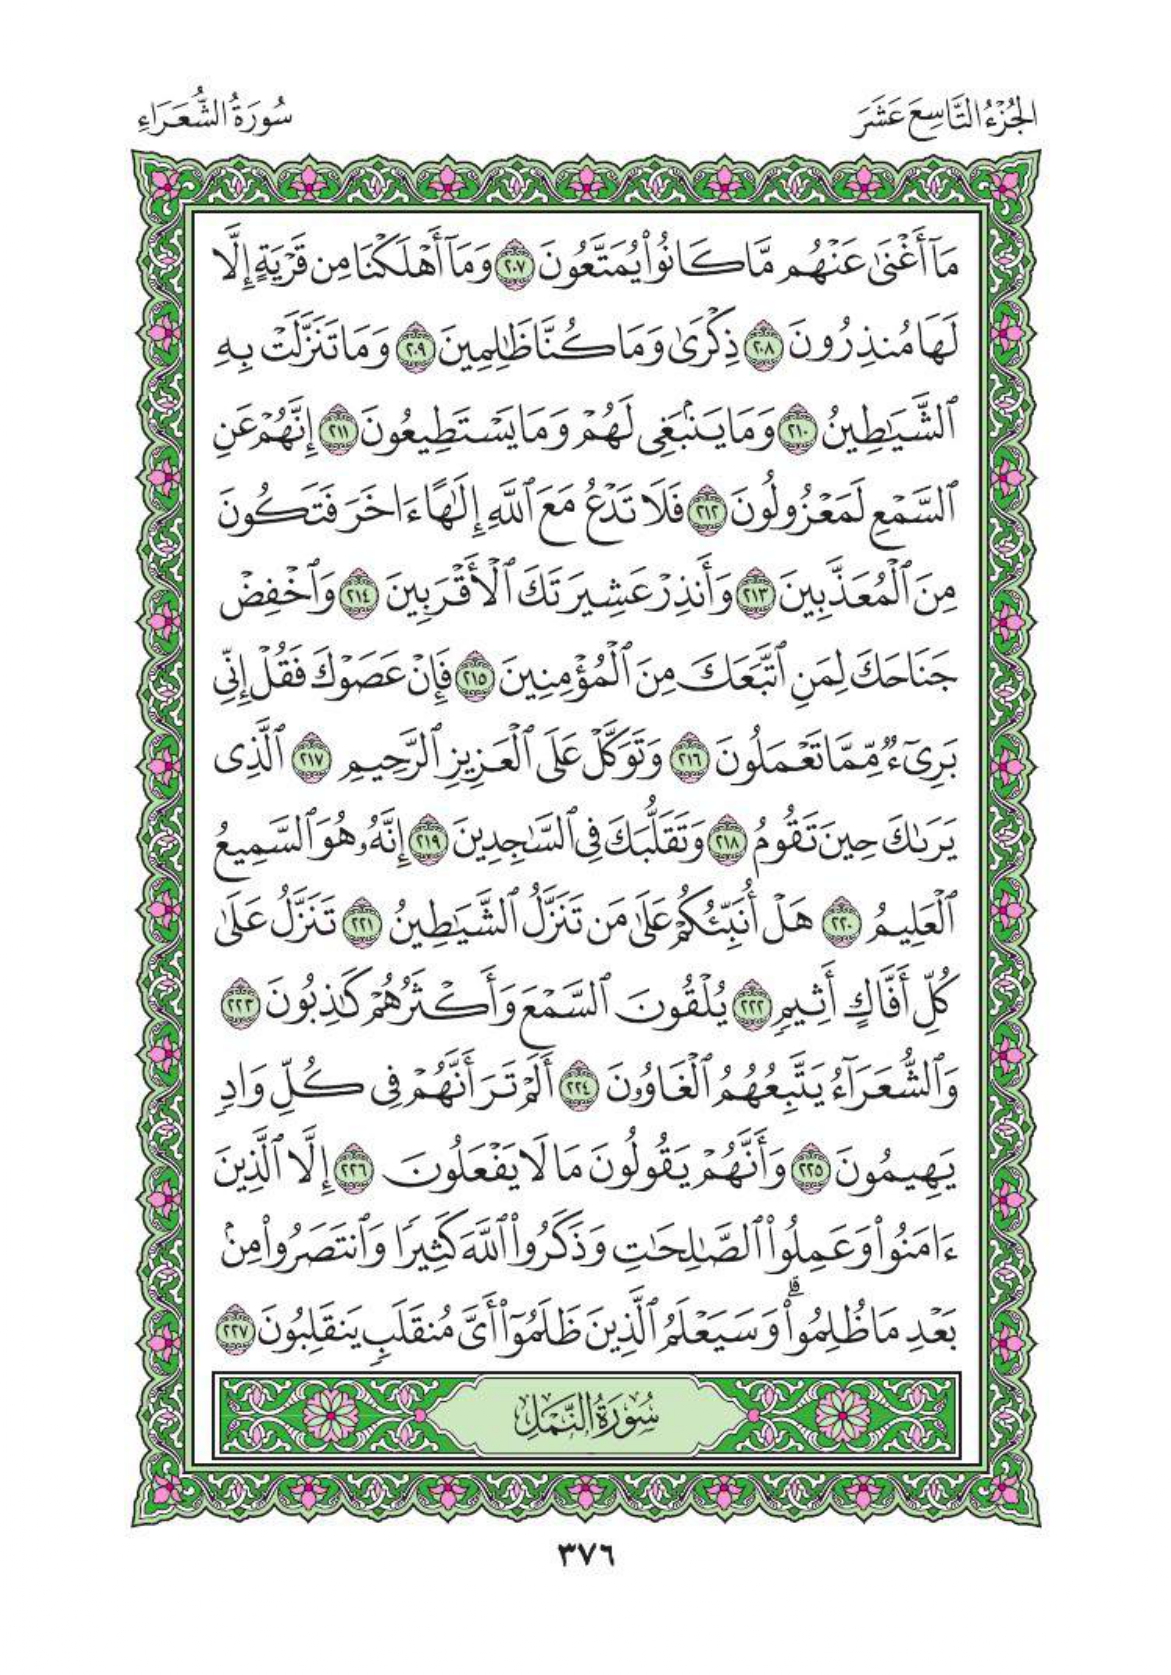 الجُزْءُ التَّاسِعَ عَشَرَ
سُورَةُ الشُّعَرَاءِ
مَآ أَغْنَىٰ عَنْهُم مَّا كَانُوا۟ يُمَتَّعُونَ ٢٠٧ وَمَآ أَهْلَكْنَا مِن قَرْيَةٍ إِلَّا
لَهَا مُنذِرُونَ ٢٠٨ ذِكْرَىٰ وَمَا كُنَّا ظَٰلِمِينَ ٢٠٩ وَمَا تَنَزَّلَتْ بِهِ
ٱلشَّيَٰطِينُ ٢١٠ وَمَا يَنۢبَغِى لَهُمْ وَمَا يَسْتَطِيعُونَ ٢١١ إِنَّهُمْ عَنِ
ٱلسَّمْعِ لَمَعْزُولُونَ ٢١٢ فَلَا تَدْعُ مَعَ ٱللَّهِ إِلَٰهًا ءَاخَرَ فَتَكُونَ
مِنَ ٱلْمُعَذَّبِينَ ٢١٣ وَأَنذِرْ عَشِيرَتَكَ ٱلْأَقْرَبِينَ ٢١٤ وَٱخْفِضْ
جَنَاحَكَ لِمَنِ ٱتَّبَعَكَ مِنَ ٱلْمُؤْمِنِينَ ٢١٥ فَإِنْ عَصَوْكَ فَقُلْ إِنِّى
بَرِىٓءٌ مِّمَّا تَعْمَلُونَ ٢١٦ وَتَوَكَّلْ عَلَى ٱلْعَزِيزِ ٱلرَّحِيمِ ٢١٧ ٱلَّذِى
يَرَىٰكَ حِينَ تَقُومُ ٢١٨ وَتَقَلُّبَكَ فِى ٱلسَّٰجِدِينَ ٢١٩ إِنَّهُۥ هُوَ ٱلسَّمِيعُ
ٱلْعَلِيمُ ٢٢٠ هَلْ أُنَبِّئُكُمْ عَلَىٰ مَن تَنَزَّلُ ٱلشَّيَٰطِينُ ٢٢١ تَنَزَّلُ عَلَىٰ
كُلِّ أَفَّاكٍ أَثِيمٍ ٢٢٢ يُلْقُونَ ٱلسَّمْعَ وَأَكْثَرُهُمْ كَٰذِبُونَ ٢٢٣
وَٱلشُّعَرَآءُ يَتَّبِعُهُمُ ٱلْغَاوُۥنَ ٢٢٤ أَلَمْ تَرَ أَنَّهُمْ فِى كُلِّ وَادٍ
يَهِيمُونَ ٢٢٥ وَأَنَّهُمْ يَقُولُونَ مَا لَا يَفْعَلُونَ ٢٢٦ إِلَّا ٱلَّذِينَ
ءَامَنُوا۟ وَعَمِلُوا۟ ٱلصَّٰلِحَٰتِ وَذَكَرُوا۟ ٱللَّهَ كَثِيرًا وَٱنتَصَرُوا۟ مِنۢ
بَعْدِ مَا ظُلِمُوا۟ ۗ وَسَيَعْلَمُ ٱلَّذِينَ ظَلَمُوٓا۟ أَىَّ مُنقَلَبٍ يَنقَلِبُونَ ٢٢٧
سُورَةُ النَّمْلِ
٣٧٦